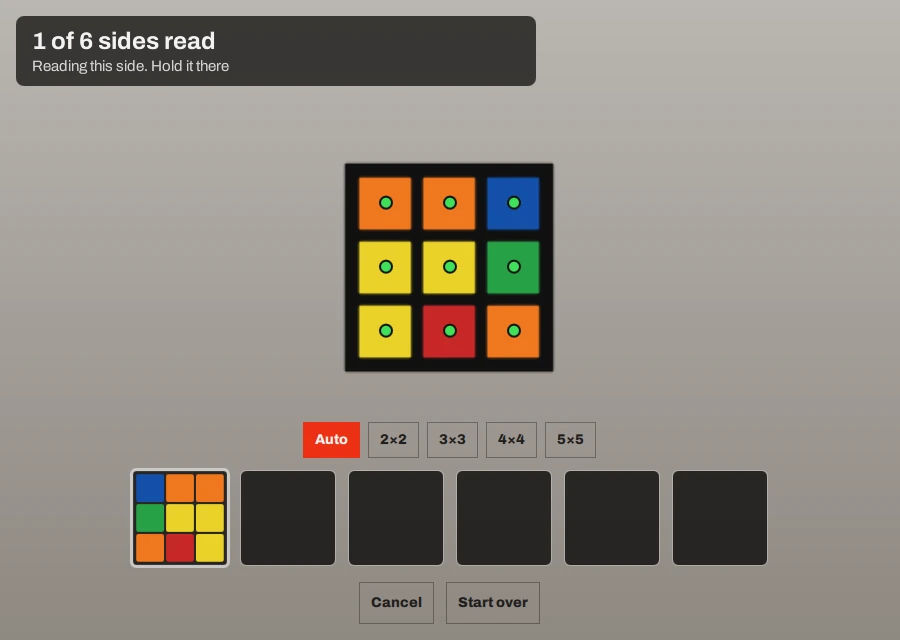 1 of 6 sides read
Reading this side. Hold it there
Auto
2×2
3×3
4×4
5×5
Cancel
Start over